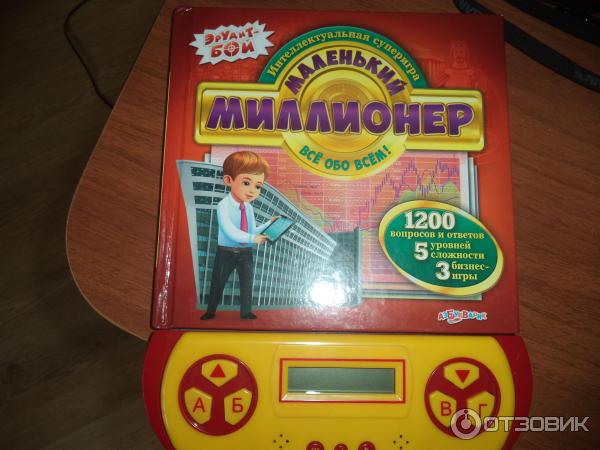 ЭРУДИТ-
БОЙ
Интеллектуальная суперигра
МАЛЕНЬКИЙ
МИЛЛИОНЕР
ВСЁ ОБО ВСЁМ!
1200
вопросов и ответов
5 уровней
сложности
3 бизнес-
игры
АЗБУКВАРИК
А Б
В Г
ОТЗОВИК